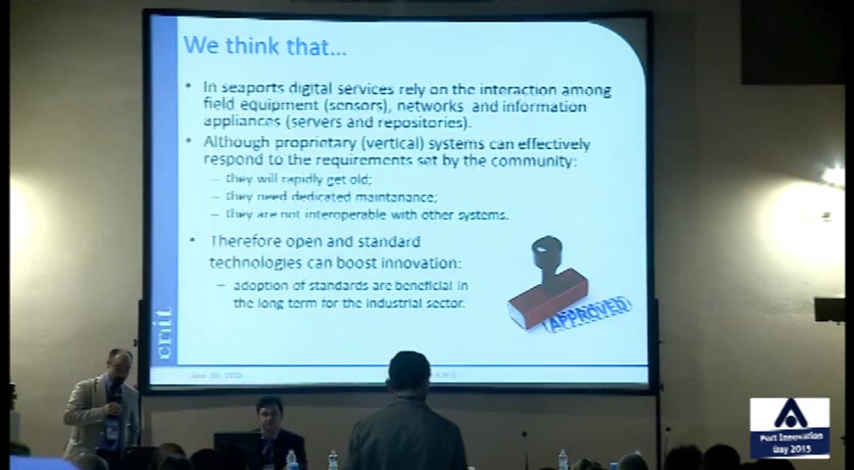 We think that...
• In seaports digital services rely on the interaction among
field equipment (sensors), networks and information
appliances (servers and repositories).
• Although proprietary (vertical) systems can effectively
respond to the requirements set by the community:
– they will rapidly get old;
– they need dedicated maintenance;
– they are not interoperable with other systems.
• Therefore open and standard
technologies can boost innovation:
– adoption of standards are beneficial in
the long term for the industrial sector.
APPROVED
cnit
Port Innovation
Day 2015